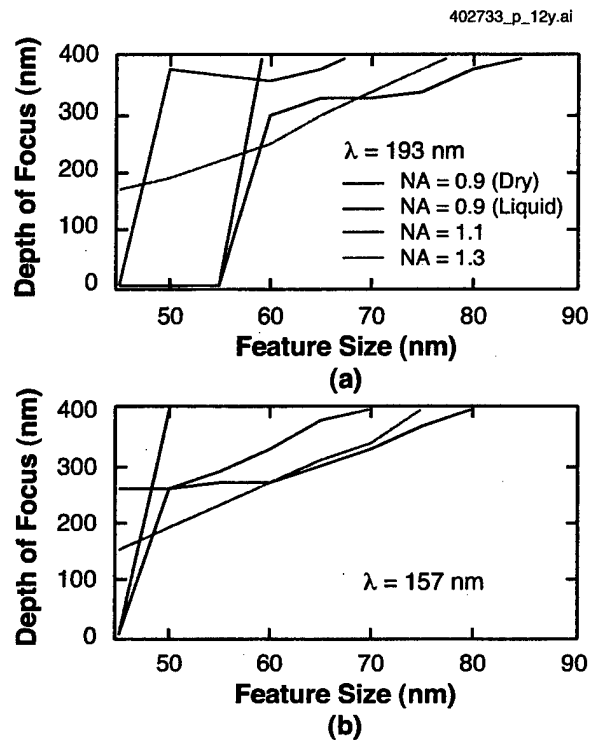 402733_p_12y.ai
400
300
200
100
0
Depth of Focus (nm)
λ = 193 nm
NA = 0.9 (Dry)
NA = 0.9 (Liquid)
NA = 1.1
NA = 1.3
50 60 70 80 90
Feature Size (nm)
(a)
400
300
200
100
0
Depth of Focus (nm)
λ = 157 nm
50 60 70 80 90
Feature Size (nm)
(b)